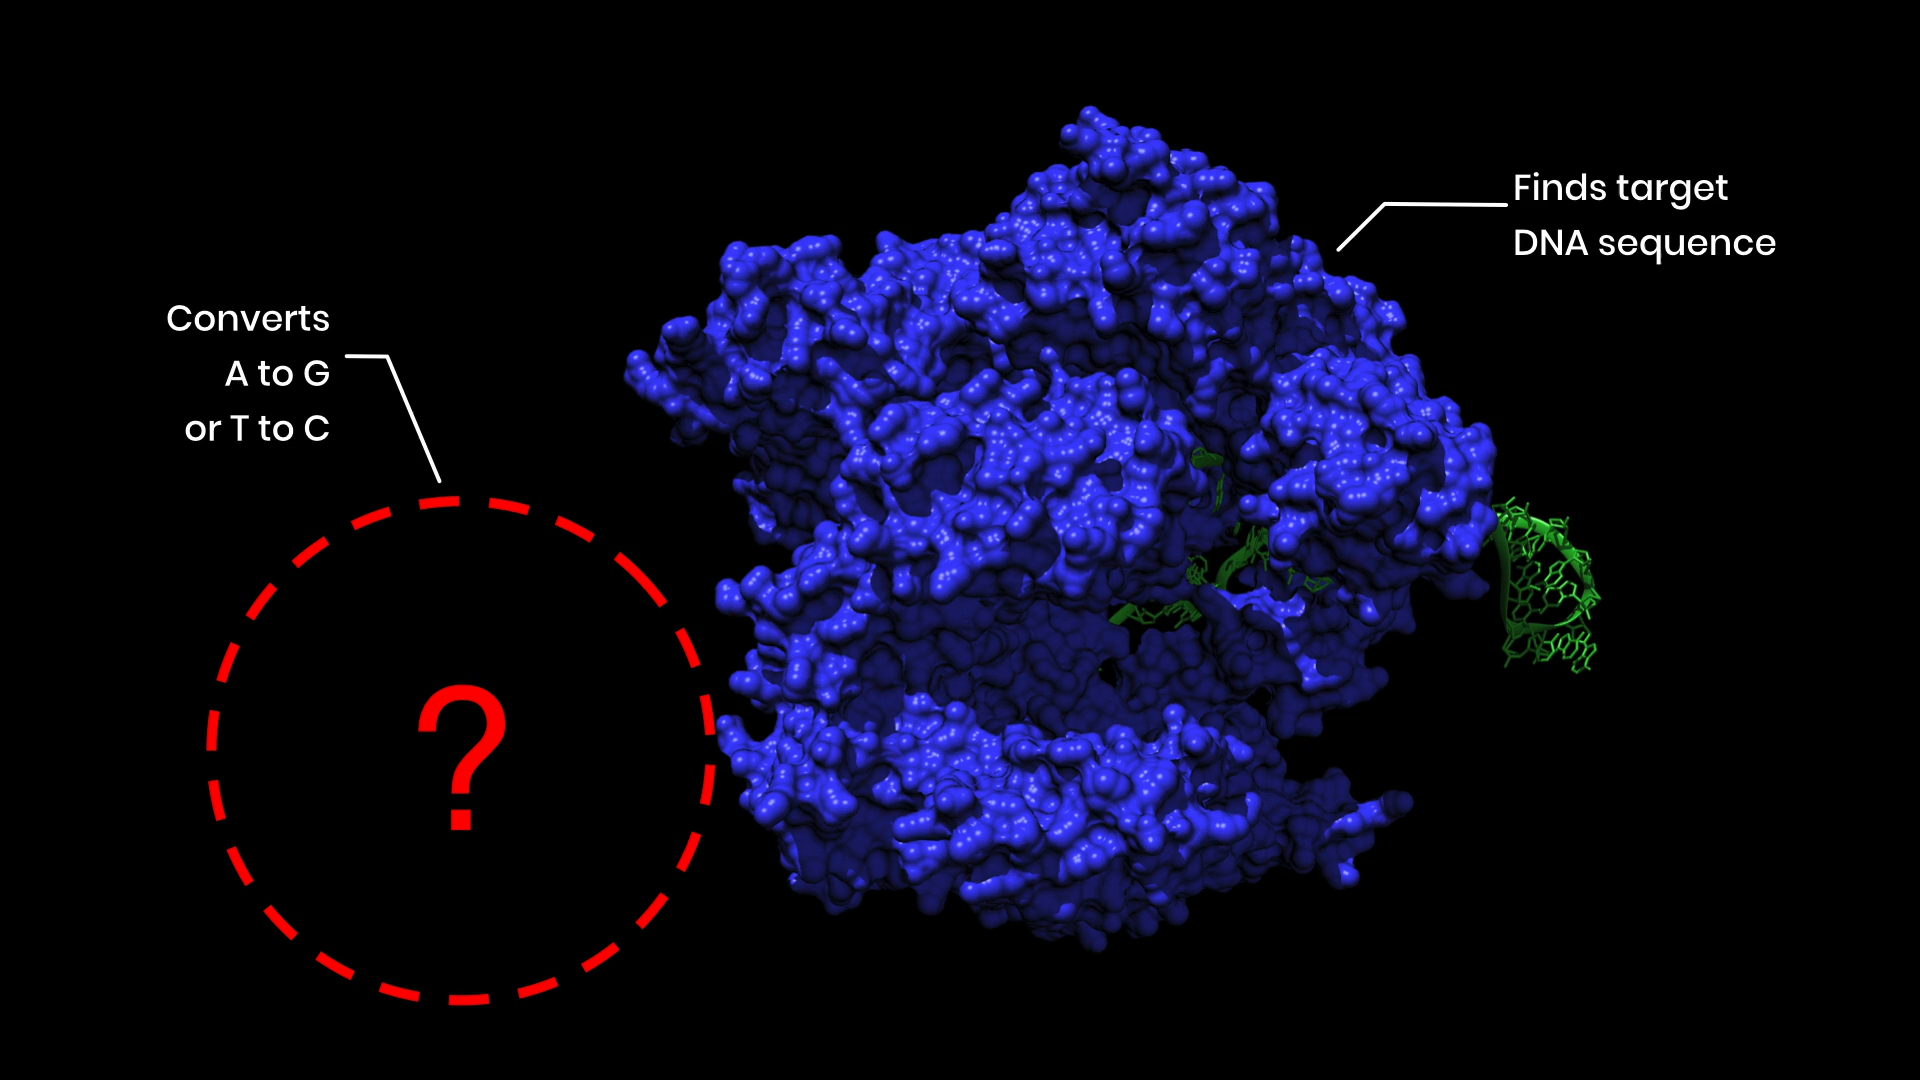 Finds target
DNA sequence
Converts
A to G
or T to C
?